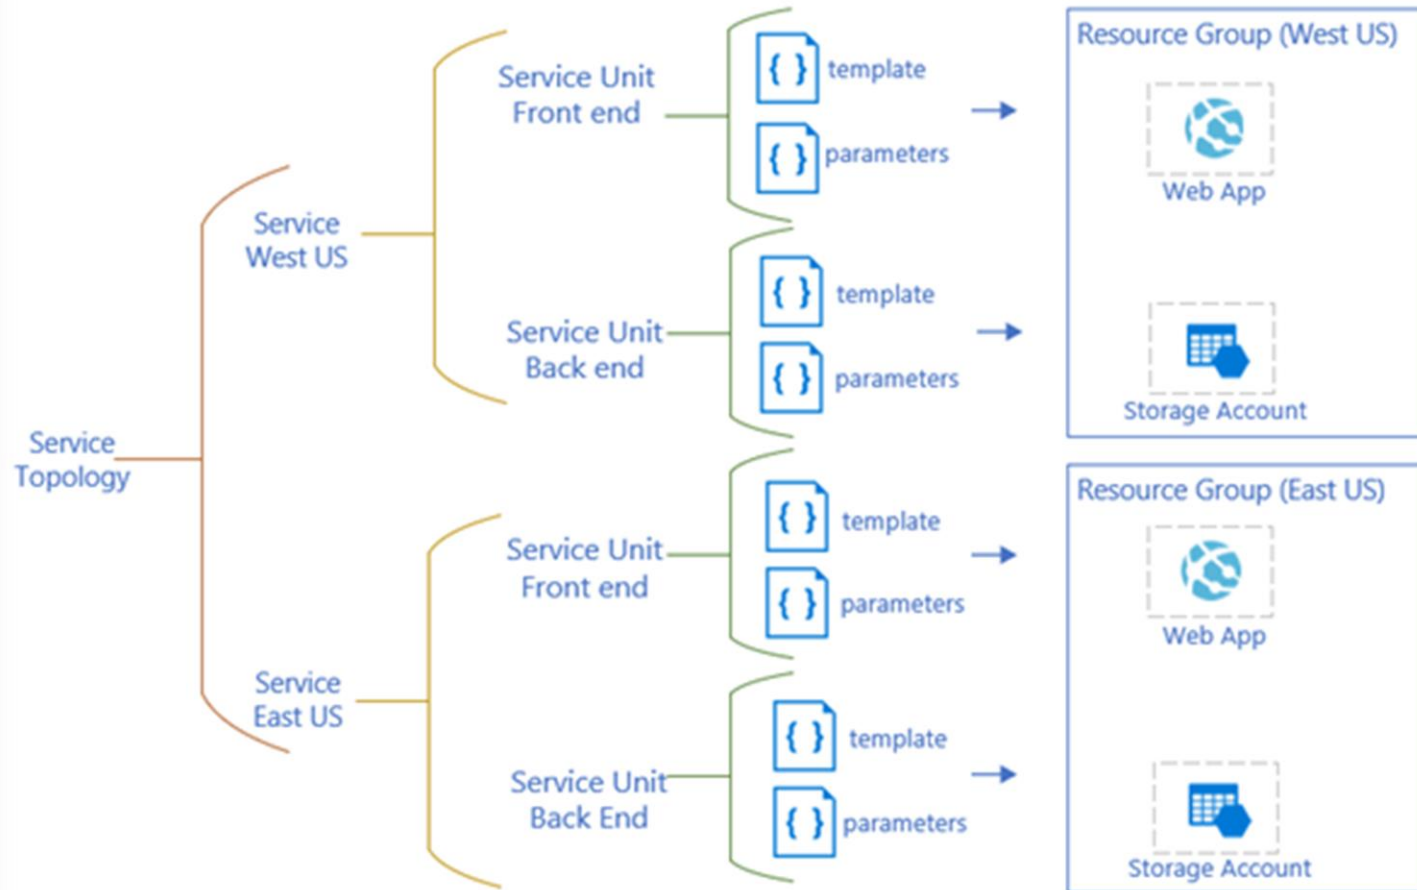 Service
Topology
Service
West US
Service Unit
Front end
{ } template
{ } parameters
Service Unit
Back end
{ } template
{ } parameters
Resource Group (West US)
Web App
Storage Account
Service
East US
Service Unit
Front end
{ } template
{ } parameters
Service Unit
Back End
{ } template
{ } parameters
Resource Group (East US)
Web App
Storage Account